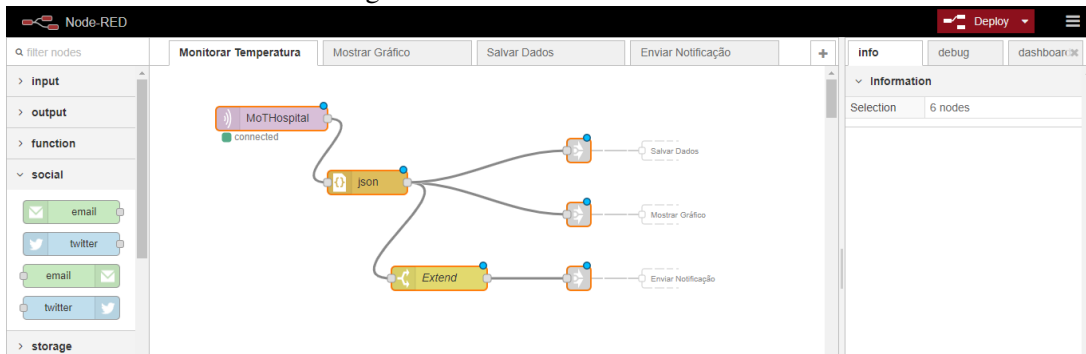 g
Node-RED
Deploy
filter nodes
Monitorar Temperatura
Mostrar Gráfico
Salvar Dados
Enviar Notificação
+
info
debug
dashboard
> input
> output
> function
social
email
twitter
email
twitter
> storage
MoTHospital
connected
{} json
Extend
Salvar Dados
Mostrar Gráfico
Enviar Notificação
Information
Selection 6 nodes